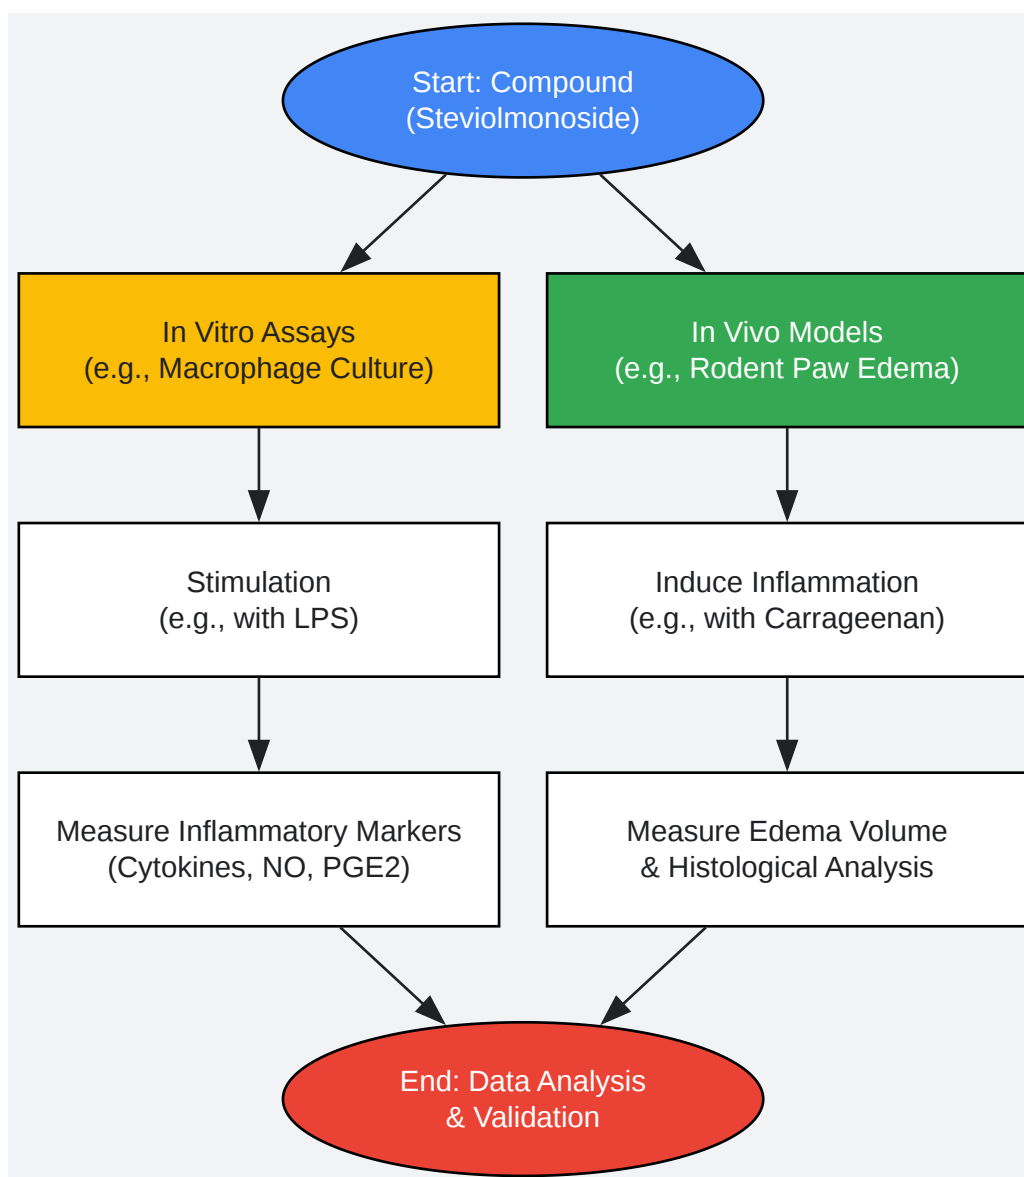 Start: Compound
(Steviolmonoside)
In Vitro Assays
(e.g., Macrophage Culture)
In Vivo Models
(e.g., Rodent Paw Edema)
Stimulation
(e.g., with LPS)
Induce Inflammation
(e.g., with Carrageenan)
Measure Inflammatory Markers
(Cytokines, NO, PGE2)
Measure Edema Volume
& Histological Analysis
End: Data Analysis
& Validation